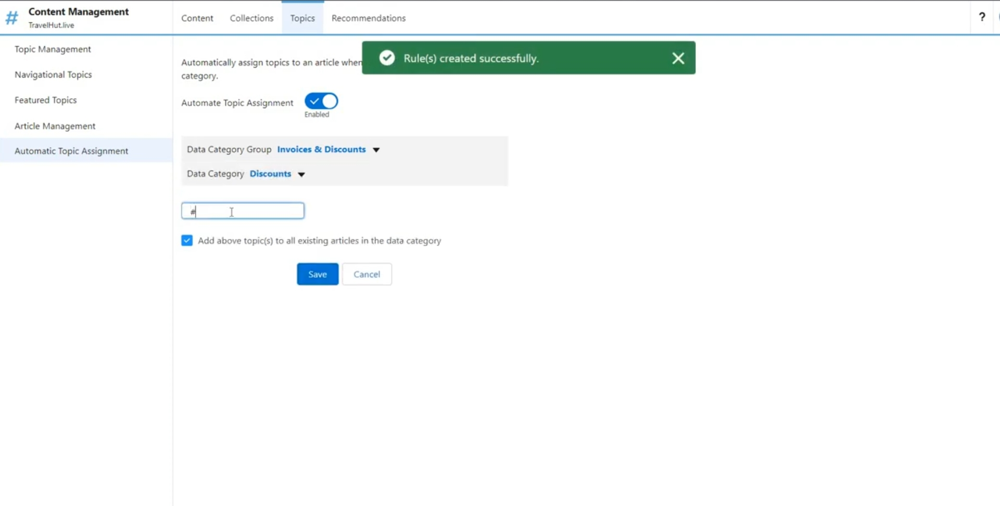 # Content Management
TravelHut.live
Content Collections Topics Recommendations
?
Topic Management
Navigational Topics
Featured Topics
Article Management
Automatic Topic Assignment
Rule(s) created successfully.
Automatically assign topics to an article when
category.
Automate Topic Assignment
Enabled
Data Category Group Invoices & Discounts
Data Category Discounts
#
Add above topic(s) to all existing articles in the data category
Save Cancel